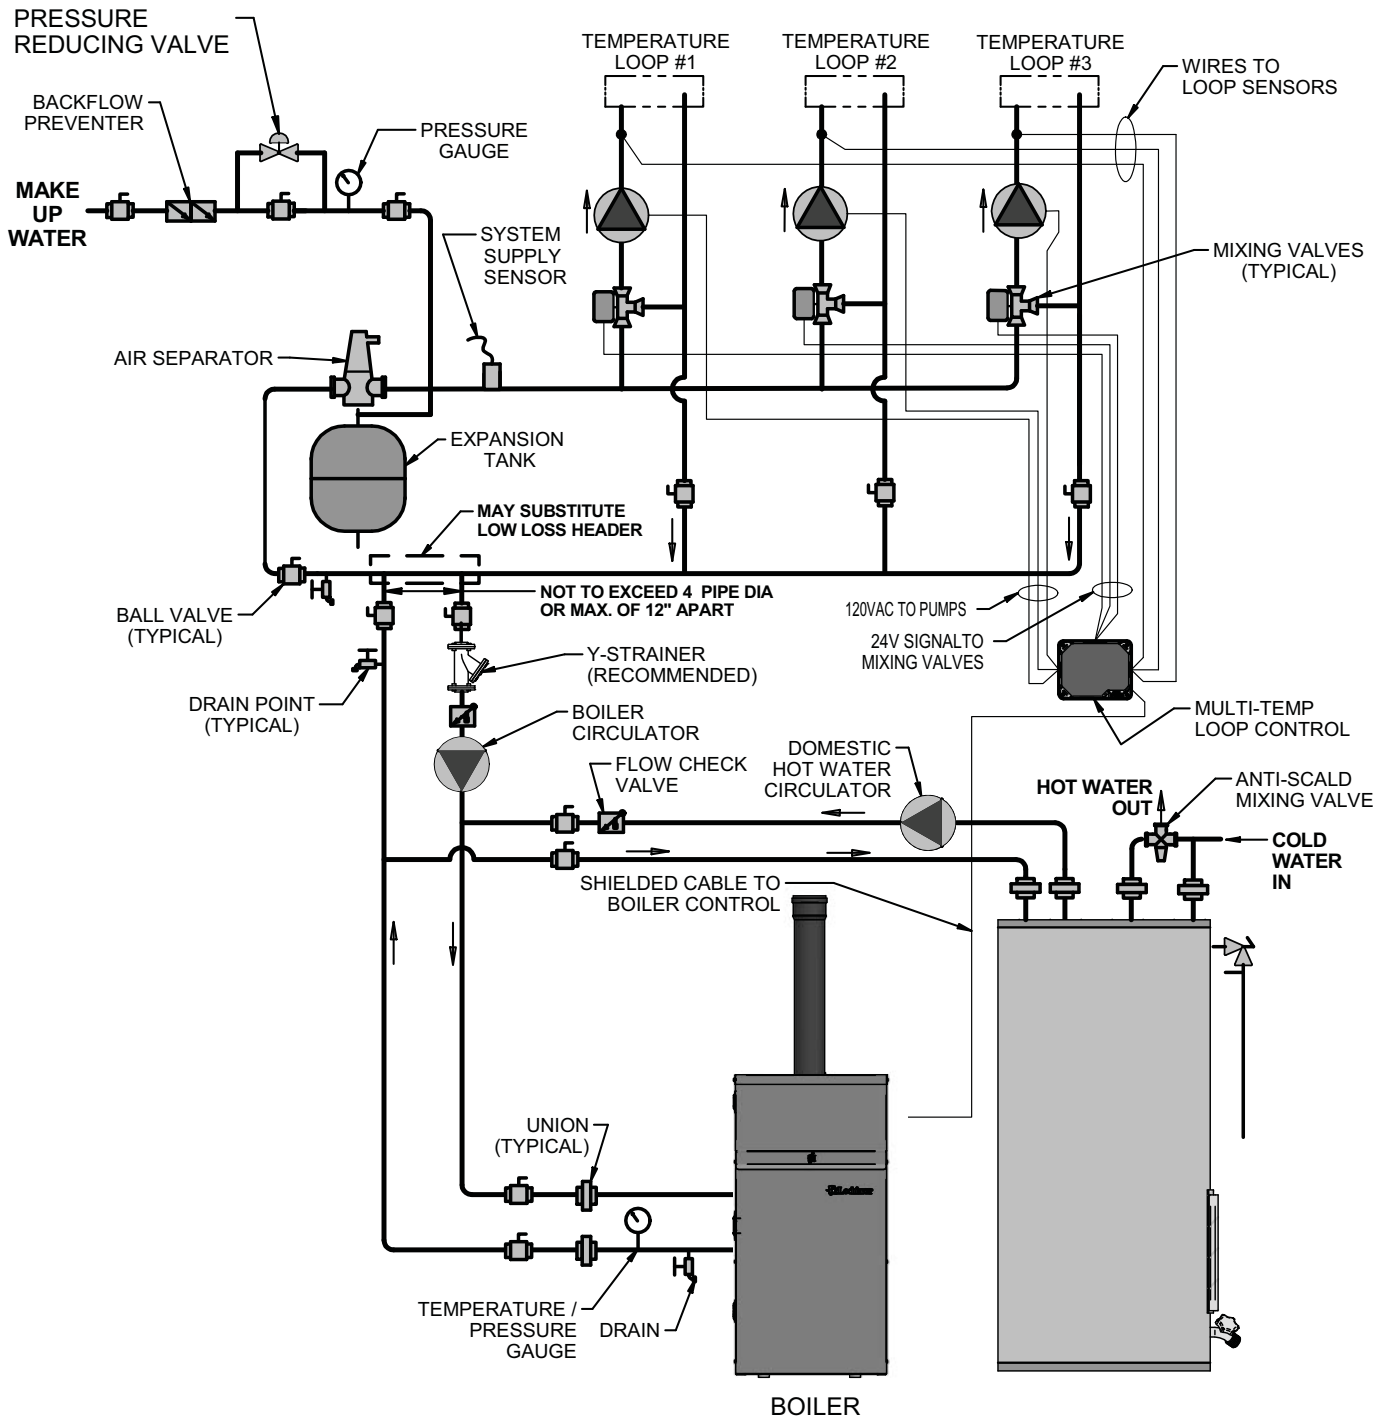 PRESSURE
REDUCING VALVE
BACKFLOW
PREVENTER
PRESSURE
GAUGE
MAKE
UP
WATER
TEMPERATURE
LOOP #1
TEMPERATURE
LOOP #2
TEMPERATURE
LOOP #3
WIRES TO
LOOP SENSORS
SYSTEM
SUPPLY
SENSOR
MIXING VALVES
(TYPICAL)
AIR SEPARATOR
EXPANSION
TANK
MAY SUBSTITUTE
LOW LOSS HEADER
NOT TO EXCEED 4 PIPE DIA
OR MAX. OF 12" APART
BALL VALVE
(TYPICAL)
120VAC TO PUMPS
24V SIGNALTO
MIXING VALVES
Y-STRAINER
(RECOMMENDED)
DRAIN POINT
(TYPICAL)
BOILER
CIRCULATOR
MULTI-TEMP
LOOP CONTROL
FLOW CHECK
VALVE
DOMESTIC
HOT WATER
CIRCULATOR
HOT WATER
OUT
ANTI-SCALD
MIXING VALVE
COLD
WATER
IN
SHIELDED CABLE TO
BOILER CONTROL
UNION
(TYPICAL)
Lochinvar
TEMPERATURE /
PRESSURE
GAUGE
DRAIN
BOILER